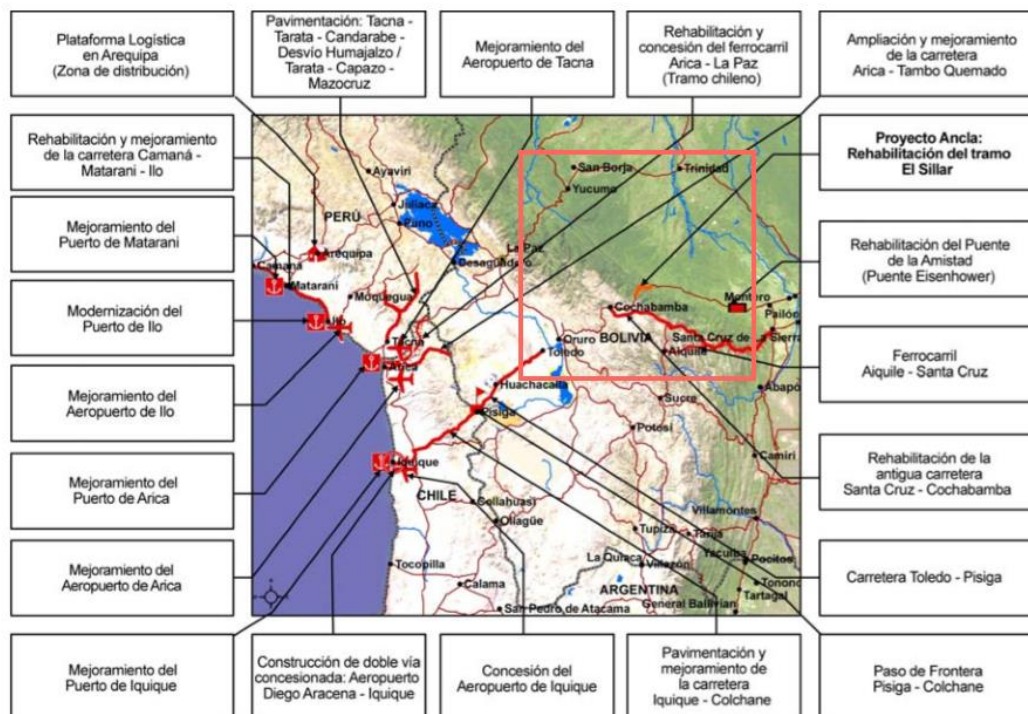 Plataforma Logística
en Arequipa
(Zona de distribución)
Pavimentación: Tacna -
Tarata - Candarabe -
Desvío Humajalzo /
Tarata - Capazo -
Mazocruz
Mejoramiento del
Aeropuerto de Tacna
Rehabilitación y
concesión del ferrocarril
Arica - La Paz
(Tramo chileno)
Ampliación y mejoramiento
de la carretera
Arica - Tambo Quemado
Rehabilitación y mejoramiento
de la carretera Camaná -
Matarani - Ilo
Mejoramiento del
Puerto de Matarani
Modernización del
Puerto de Ilo
Mejoramiento del
Aeropuerto de Ilo
Mejoramiento del
Puerto de Arica
Mejoramiento del
Aeropuerto de Arica
Mejoramiento del
Puerto de Iquique
San Borja
Trinidad
Ayaviri
Yucumo
Juliaca
PERÚ
Puno
La Paz
Arequipa
Desaguadero
Camaná
Matarani
Moquegua
Cochabamba
Montero
Pailón
Ilo
Santa Cruz de La Sierra
Tacna
Oruro
BOLIVIA
Toledo
Aiquile
Arica
Huachacalla
Abapó
Sucre
Pisiga
Potosí
Camiri
Iquique
CHILE
Collahuasi
Ollagüe
Villamontes
Tupiza
Tarija
La Quiaca
Yacuiba
Pocitos
Tocopilla
Villazón
Calama
ARGENTINA
Tonono
Tartagal
San Pedro de Atacama
General Ballivian
Proyecto Ancla:
Rehabilitación del tramo
El Sillar
Rehabilitación del Puente
de la Amistad
(Puente Eisenhower)
Ferrocarril
Aiquile - Santa Cruz
Rehabilitación de la
antigua carretera
Santa Cruz - Cochabamba
Carretera Toledo - Pisiga
Construcción de doble vía
concesionada: Aeropuerto
Diego Aracena - Iquique
Concesión del
Aeropuerto de Iquique
Pavimentación y
mejoramiento de
la carretera
Iquique - Colchane
Paso de Frontera
Pisiga - Colchane